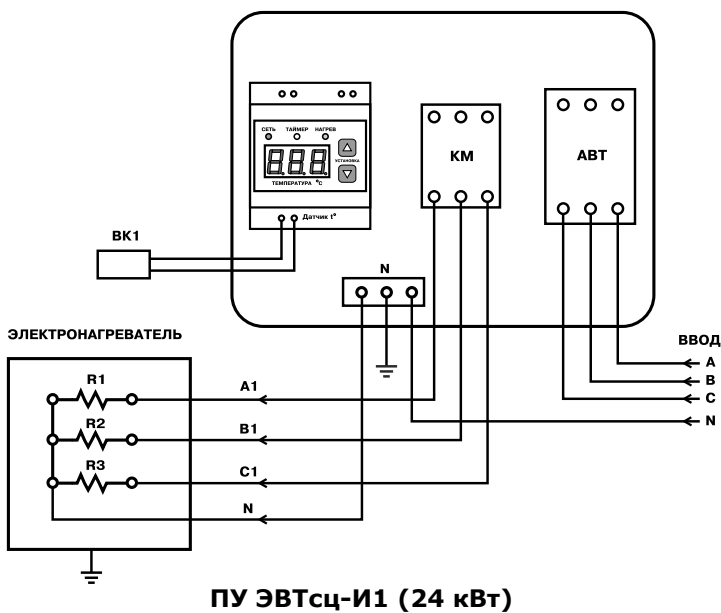 СЕТЬ ТАЙМЕР НАГРЕВ
888
УСТАНОВКА
ТЕМПЕРАТУРА °C
Датчик t°
КМ
АВТ
ВК1
N
ЭЛЕКТРОНАГРЕВАТЕЛЬ
ВВОД
A
B
C
N
R1
R2
R3
A1
B1
C1
N
ПУ ЭВТсц-И1 (24 кВт)